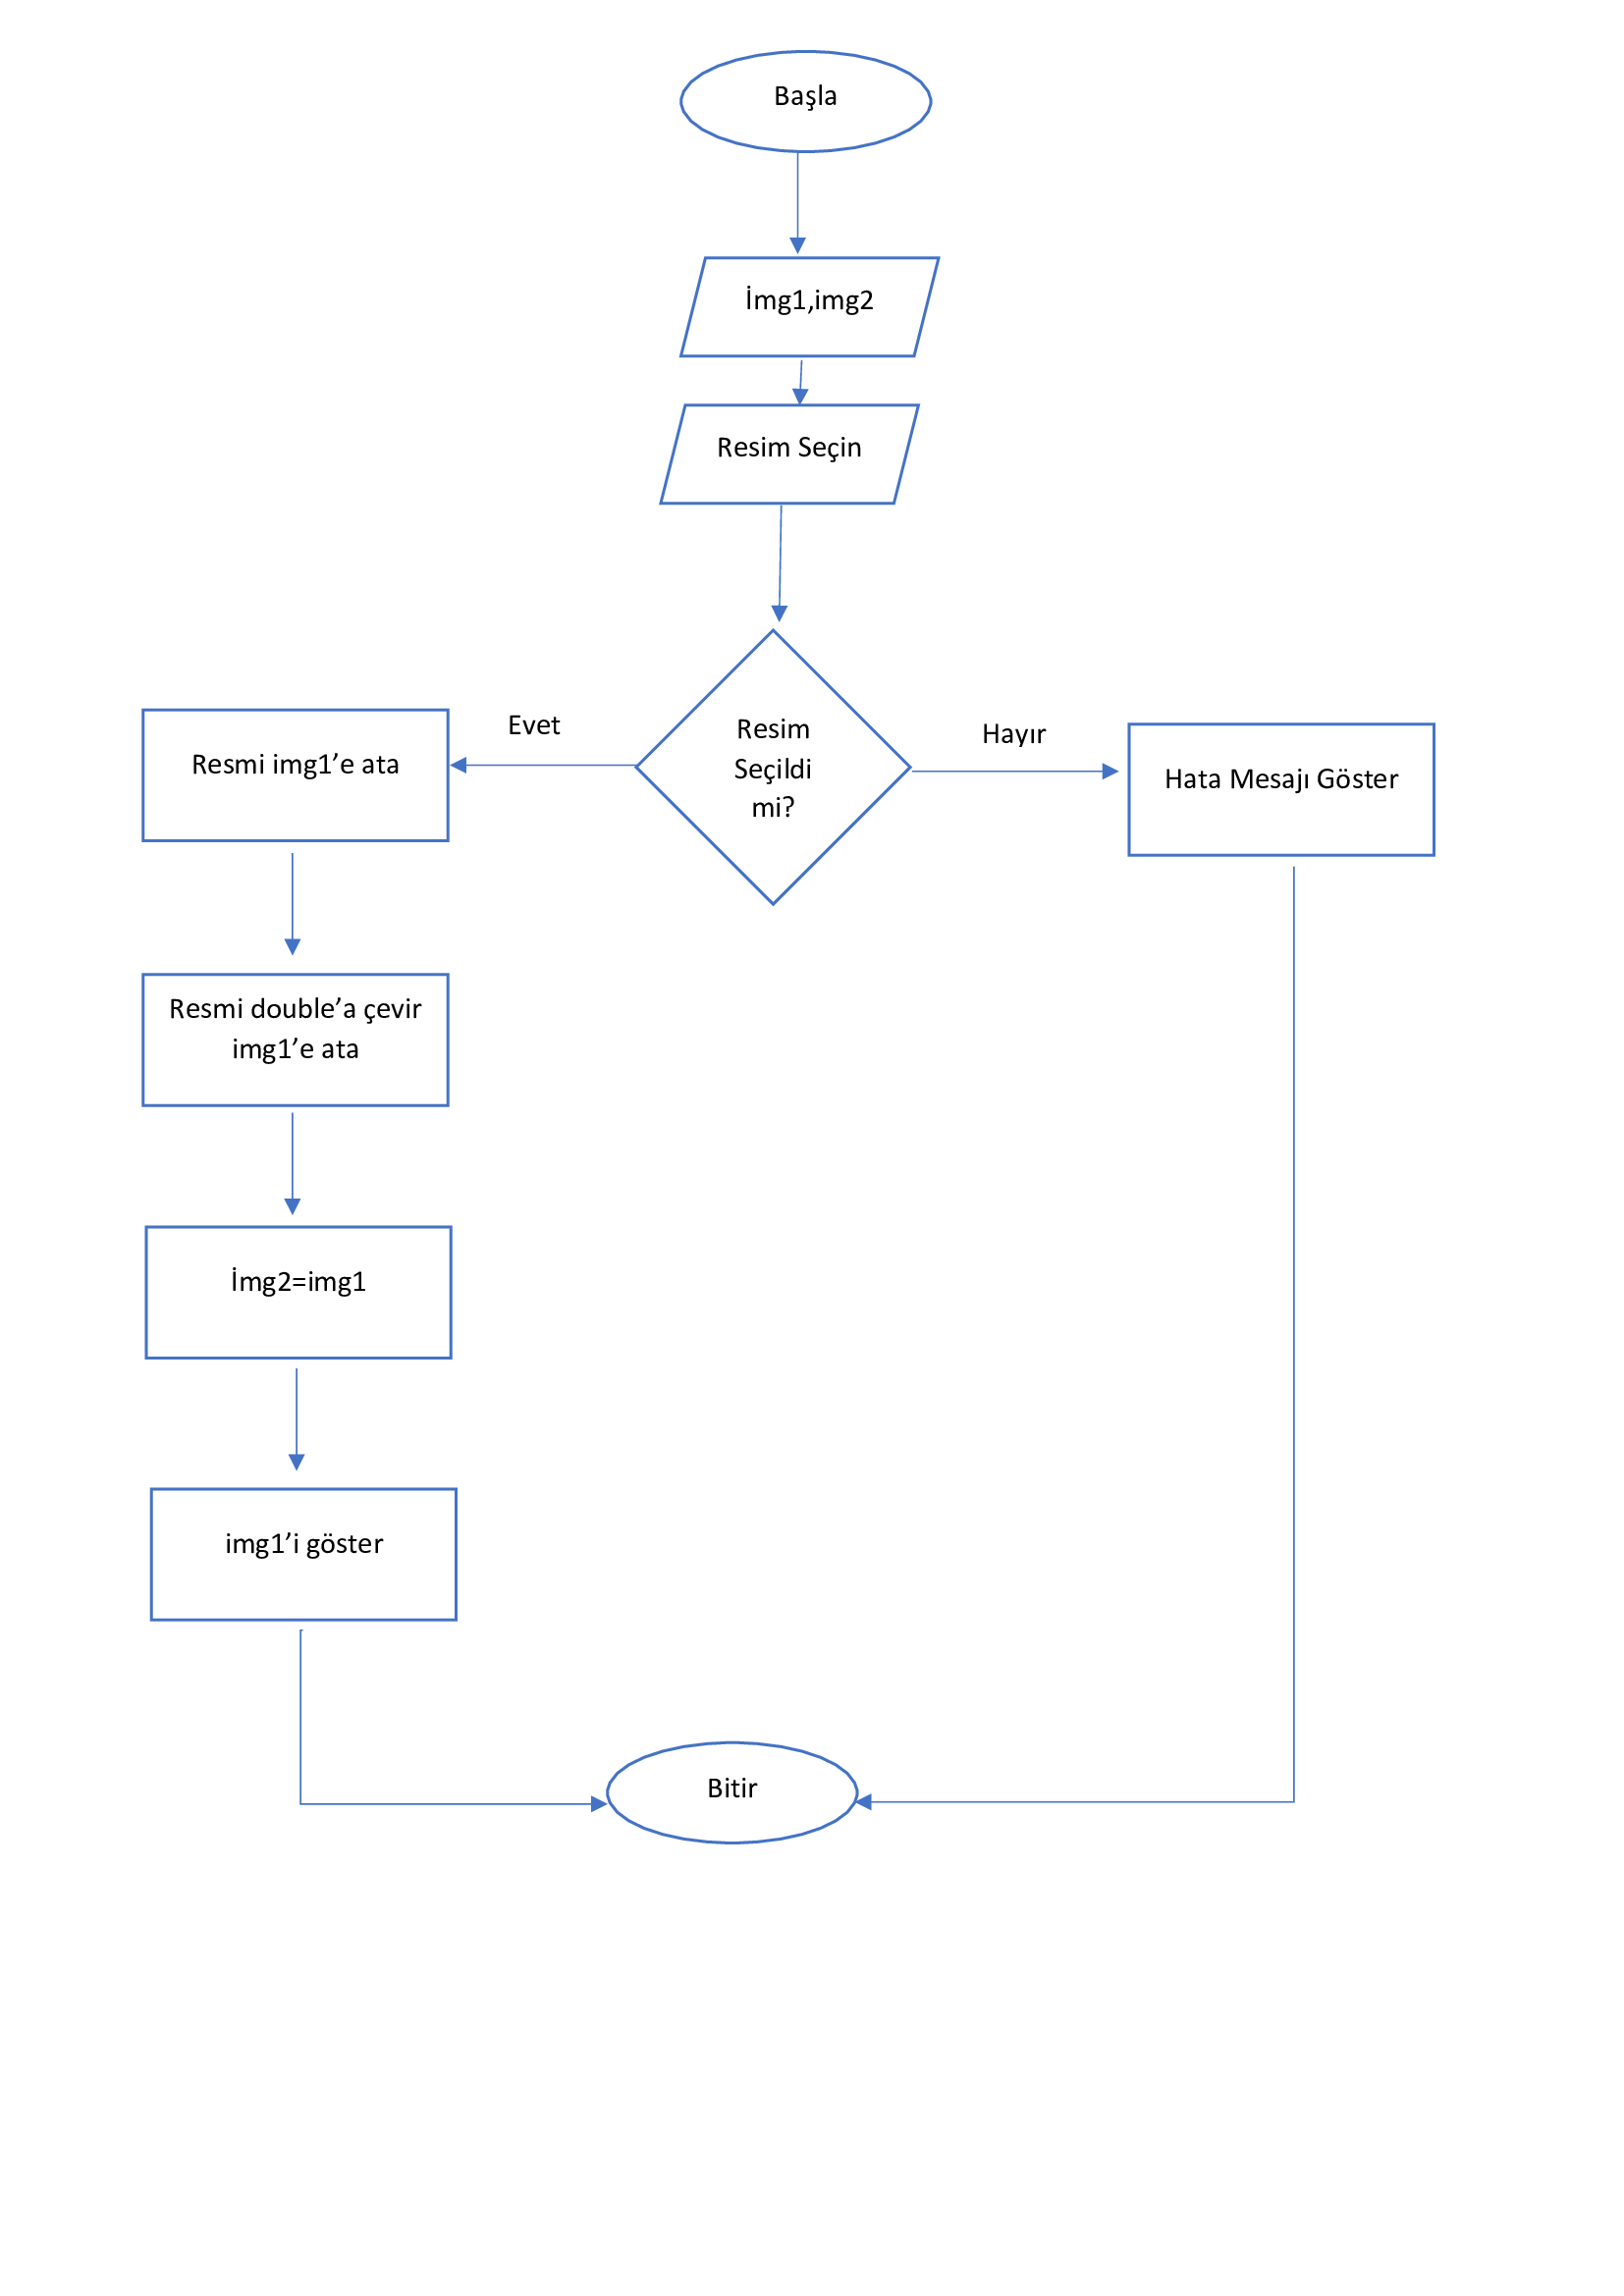 Başla
İmg1,img2
Resim Seçin
Resim
Seçildi
mi?
Evet
Hayır
Resmi img1’e ata
Hata Mesajı Göster
Resmi double’a çevir
img1’e ata
İmg2=img1
img1’i göster
Bitir